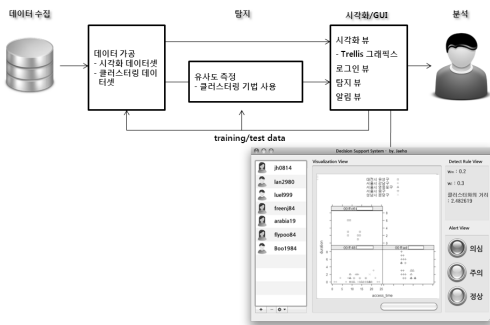 데이터 수집
탐지
시각화/GUI
분석
데이터 가공
- 시각화 데이터셋
- 클러스터링 데이
터셋
유사도 측정
- 클러스터링 기법 사용
시각화 뷰
- Trellis 그래픽스
로그인 뷰
탐지 뷰
알림 뷰
training/test data
Decision Support System - by. Jaeho
jh0814
lan2980
luel999
freenj84
arabia19
flypoo84
Boo1984
Visualization View
access_time
Detect Rule View
: 0.2
: 0.3
클러스터와의 거리
: 2.482619
Alert View
의심
주의
정상